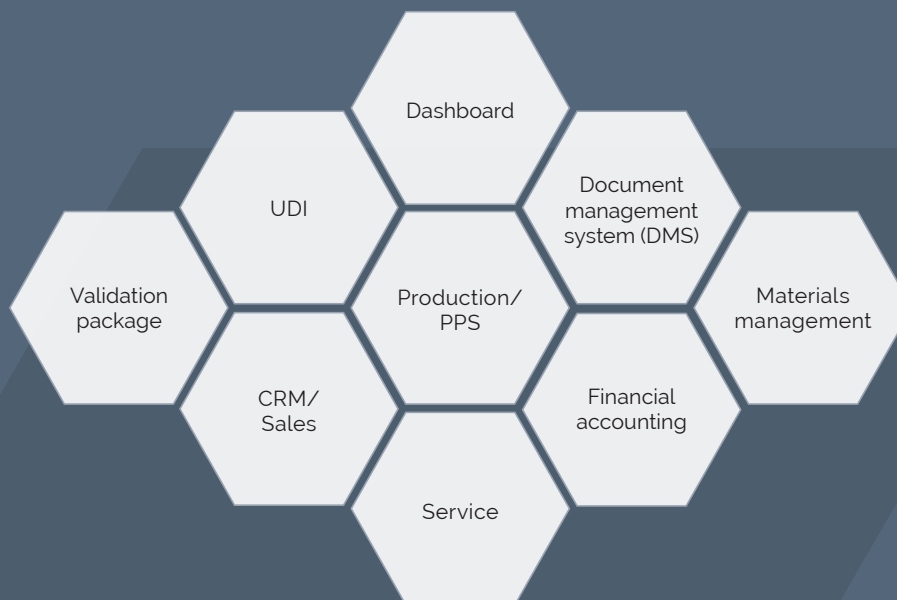 Dashboard
UDI
Document
management
system (DMS)
Validation
package
Production/
PPS
Materials
management
CRM/
Sales
Financial
accounting
Service